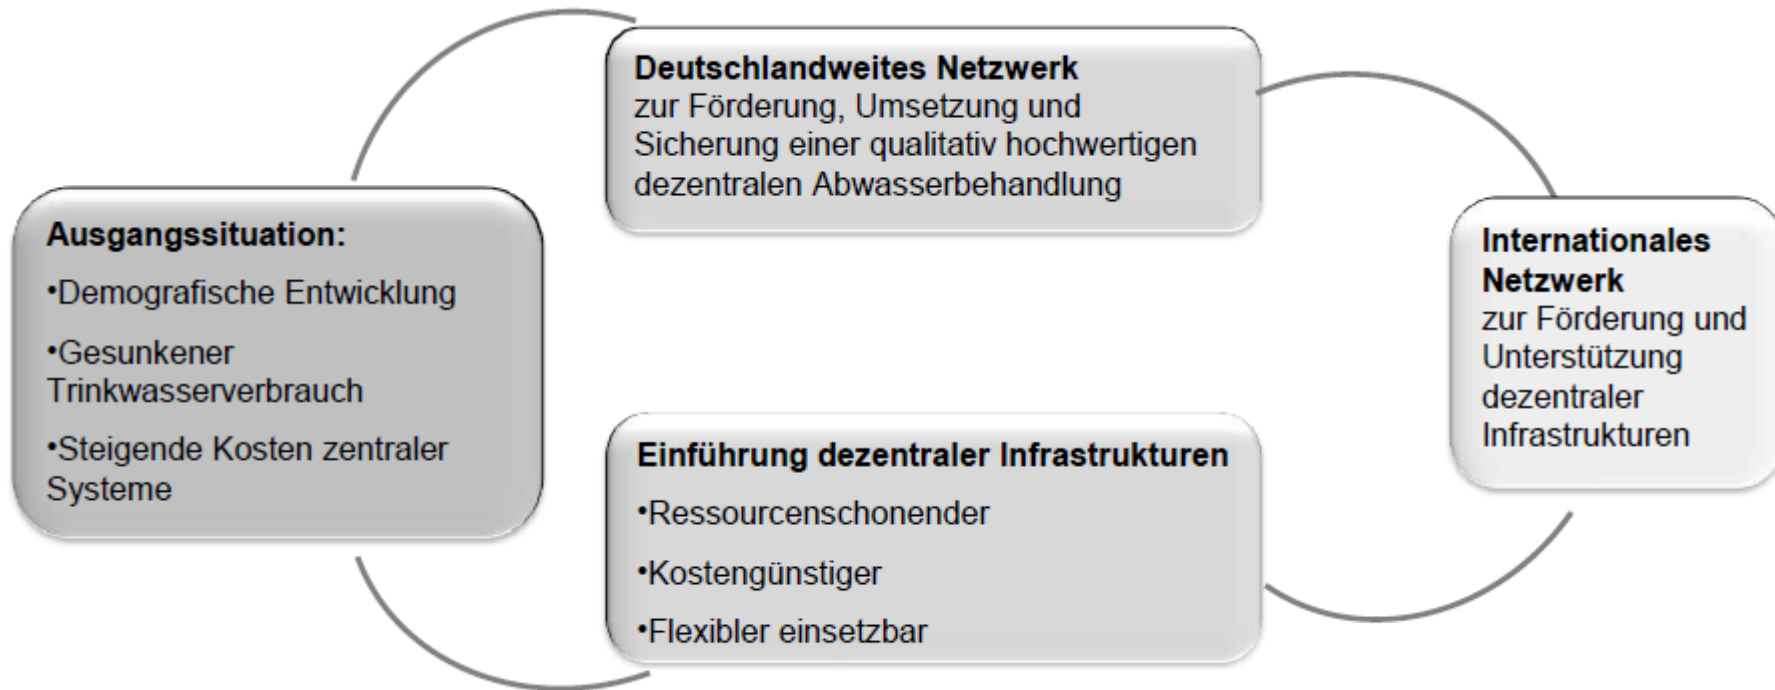 Deutschlandweites Netzwerk
zur Förderung, Umsetzung und
Sicherung einer qualitativ hochwertigen
dezentralen Abwasserbehandlung
Ausgangssituation:
•Demografische Entwicklung
•Gesunkener
Trinkwasserverbrauch
•Steigende Kosten zentraler
Systeme
Internationales
Netzwerk
zur Förderung und
Unterstützung
dezentraler
Infrastrukturen
Einführung dezentraler Infrastrukturen
•Ressourcenschonender
•Kostengünstiger
•Flexibler einsetzbar